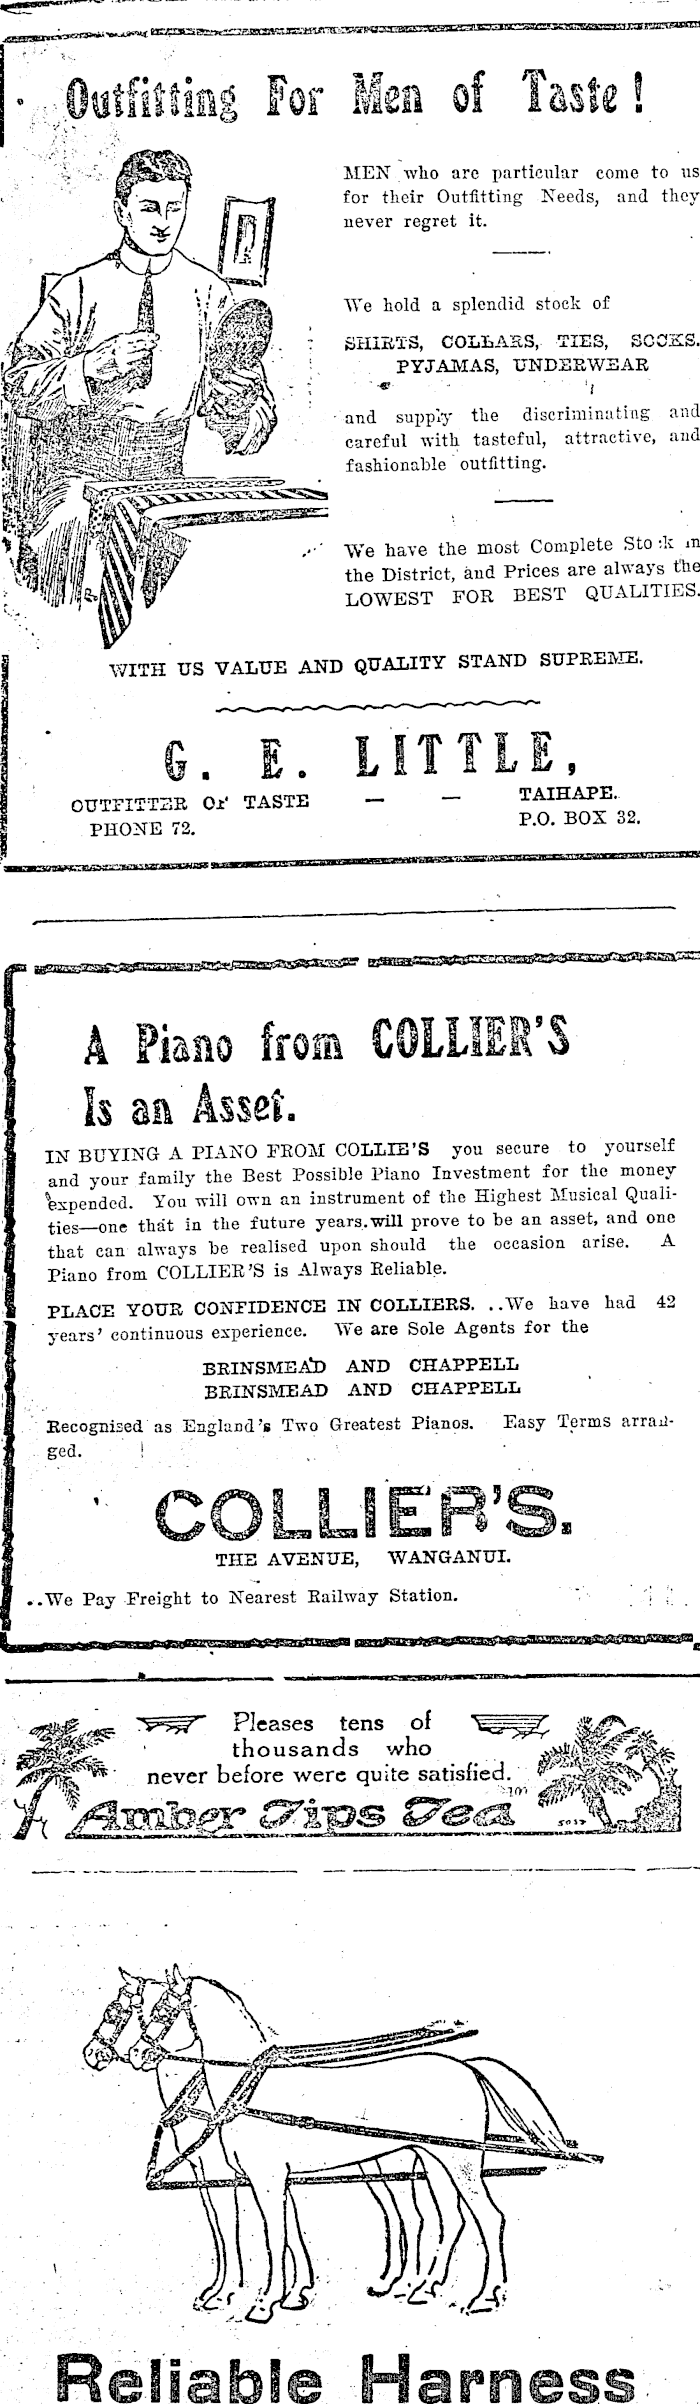 Outfitting For Men of Taste!
MEN who are particular come to us
for their Outfitting Needs, and they
never regret it.
We hold a splendid stock of
SHIRTS, COLLARS, TIES, SOCKS.
PYJAMAS, UNDERWEAR
and supply the discriminating and
careful with tasteful, attractive, and
fashionable outfitting.
We have the most Complete Stock in
the District, and Prices are always the
LOWEST FOR BEST QUALITIES.
WITH US VALUE AND QUALITY STAND SUPREME.
G. E. LITTLE,
OUTFITTER OF TASTE — — TAIHAPE.
PHONE 72. P.O. BOX 32.
A Piano from COLLIER'S
Is an Asset.
IN BUYING A PIANO FROM COLLIE'S you secure to yourself
and your family the Best Possible Piano Investment for the money
expended. You will own an instrument of the Highest Musical Quali-
ties—one that in the future years.will prove to be an asset, and one
that can always be realised upon should the occasion arise. A
Piano from COLLIER'S is Always Reliable.
PLACE YOUR CONFIDENCE IN COLLIERS. ..We have had 42
years' continuous experience. We are Sole Agents for the
BRINSMEAD AND CHAPPELL
BRINSMEAD AND CHAPPELL
Recognised as England's Two Greatest Pianos. Easy Terms arran-
ged.
COLLIER'S.
THE AVENUE, WANGANUI.
..We Pay Freight to Nearest Railway Station.
Pleases tens of
thousands who
never before were quite satisfied.
101
Amber Tips Tea
5037
Reliable Harness